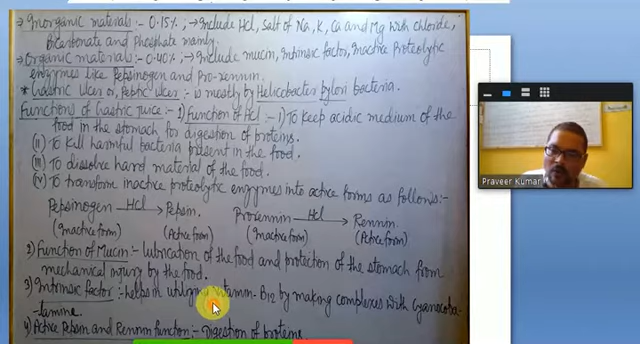 → Inorganic materials :- 0.15% ; → Include Hcl, Salt of Na, K, Ca and Mg with chloride,
Bicarbonate and Phosphate mainly.
→ Organic materials :- 0.40% ; → Include mucin, Intrinsic factor, Inactive Proteolytic
enzymes like Pepsinogen and Pro-rennin.
* Gastric Ulcer or Peptic Ulcer :- is mostly by Helicobacter pylori bacteria.
Functions of Gastric Juice :- 1) Function of Hcl :- i) To keep acidic medium of the
food in the stomach for digestion of proteins.
(ii) To kill harmful bacteria present in the food.
(iii) To dissolve hard material of the food.
(iv) To transform inactive proteolytic enzymes into active forms as follows :-
Pepsinogen Hcl → Pepsin. Prorennin Hcl → Rennin.
(Inactive form) (Active form) (Inactive form) (Active form)
2) Function of Mucin :- lubrication of the food and protection of the stomach from
mechanical injury by the food.
3) Intrinsic factor :- helps in utilizing vitamin-B12 by making complexes with Cyanocoba-
-lamine.
4) Active Pepsin and Rennin function :- Digestion of proteins
Praveer Kumar